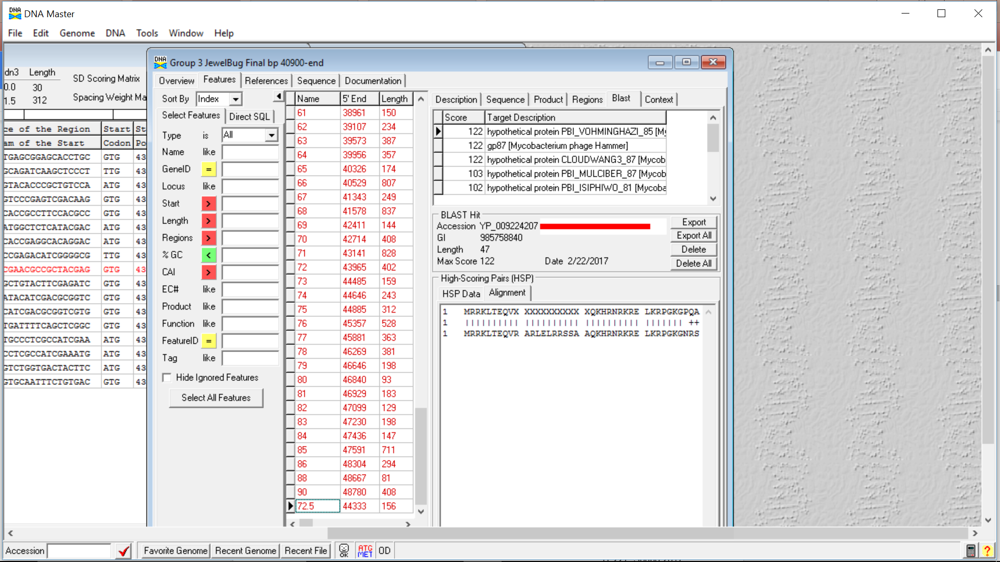 DNA Master
File Edit Genome DNA Tools Window Help
dn3 Length
0.0 30
1.5 312
SD Scoring Matrix
Spacing Weight Ma
ce of the Region Start St
am of the Start Codon Po
TGAGCGGAGCACCTGC GTG 43
GCAGATCAAGCTCCCT TTG 43
GTACACCCGCTGTCCA ATG 43
GTCCCGAGTCGACAAG GTG 43
CACCGCCTTCCACGCC GTG 43
ATGGCTCTCATACGAC ATG 43
CACCGAGGCACAGGAC ATG 43
CCGAGACATCGGGGCG TTG 43
CGAACGCCGCTACGAG GTG 43
GCTGTACTTCGAGATC GTG 43
ATACATCGACGCGGTC GTG 43
CATCGACGCGGTCGTG GTG 43
TGATTTTCAGCTCGGC GTG 43
TGCCCTCGCCATCGAA ATG 43
CCTCGCCATCGAAATG ATG 43
GTCTGGTGACTACTTC ATG 43
GTGCAATTTCTGTGAC GTG 43
DNA Group 3 JewelBug Final bp 40900-end
Overview Features References Sequence Documentation
Sort By Index
Select Features Direct SQL
Type is All
Name like
GeneID =
Locus like
Start >
Length >
Regions >
% GC <
CAI >
EC# like
Product like
Function like
FeatureID =
Tag like
Hide Ignored Features
Select All Features
Name 5' End Length
61 38961 150
62 39107 234
63 39573 387
64 39956 357
65 40326 174
66 40529 807
67 41343 249
68 41578 837
69 42411 144
70 42714 408
71 43141 828
72 43965 402
73 44485 159
74 44646 243
75 44885 312
76 45357 528
77 45881 363
78 46269 381
79 46646 198
80 46840 93
81 46929 183
82 47099 129
83 47230 198
84 47436 147
85 47591 711
86 48304 294
88 48667 81
90 48780 408
72.5 44333 156
Description Sequence Product Regions Blast Context
Score Target Description
122 hypothetical protein PBI_VOHMINGHAZI_85 [My
122 gp87 [Mycobacterium phage Hammer]
122 hypothetical protein CLOUDWANG3_87 [Mycob
103 hypothetical protein PBI_MULCIBER_87 [Mycob
102 hypothetical protein PBI_ISIPHIWO_81 [Mycoba
BLAST Hit
Accession YP_009224207
GI 985758840
Length 47
Max Score 122 Date 2/22/2017
Export
Export All
Delete
Delete All
High-Scoring Pairs (HSP)
HSP Data Alignment
1 MRRKLTEQVX XXXXXXXXXX XQKHRNRKRE LKRPGKGPQA
1 |||||||||| |||||||||| |||||||||| ||||||| ++
1 MRRKLTEQVR ARLELRRSSA AQKHRNRKRE LKRPGKGNRS
Accession Favorite Genome Recent Genome Recent File OK ATG MET OD ?